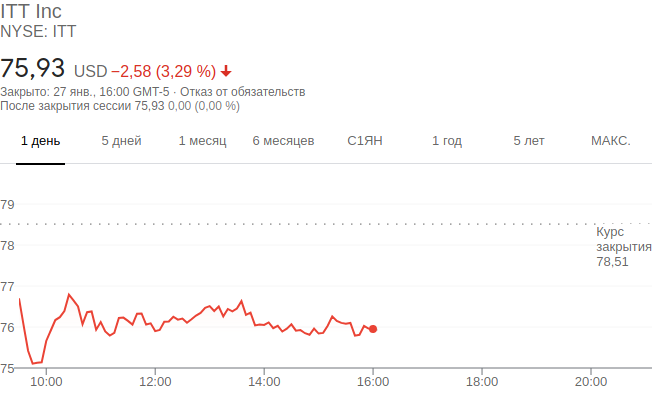 ITT Inc
NYSE: ITT
75,93 USD −2,58 (3,29 %)
Закрыто: 27 янв., 16:00 GMT-5 · Отказ от обязательств
После закрытия сессии 75,93 0,00 (0,00 %)
1 день 5 дней 1 месяц 6 месяцев С1ЯН 1 год 5 лет МАКС.
79
Курс
78
закрытия
78,51
77
76
75
10:00 12:00 14:00 16:00 18:00 20:00